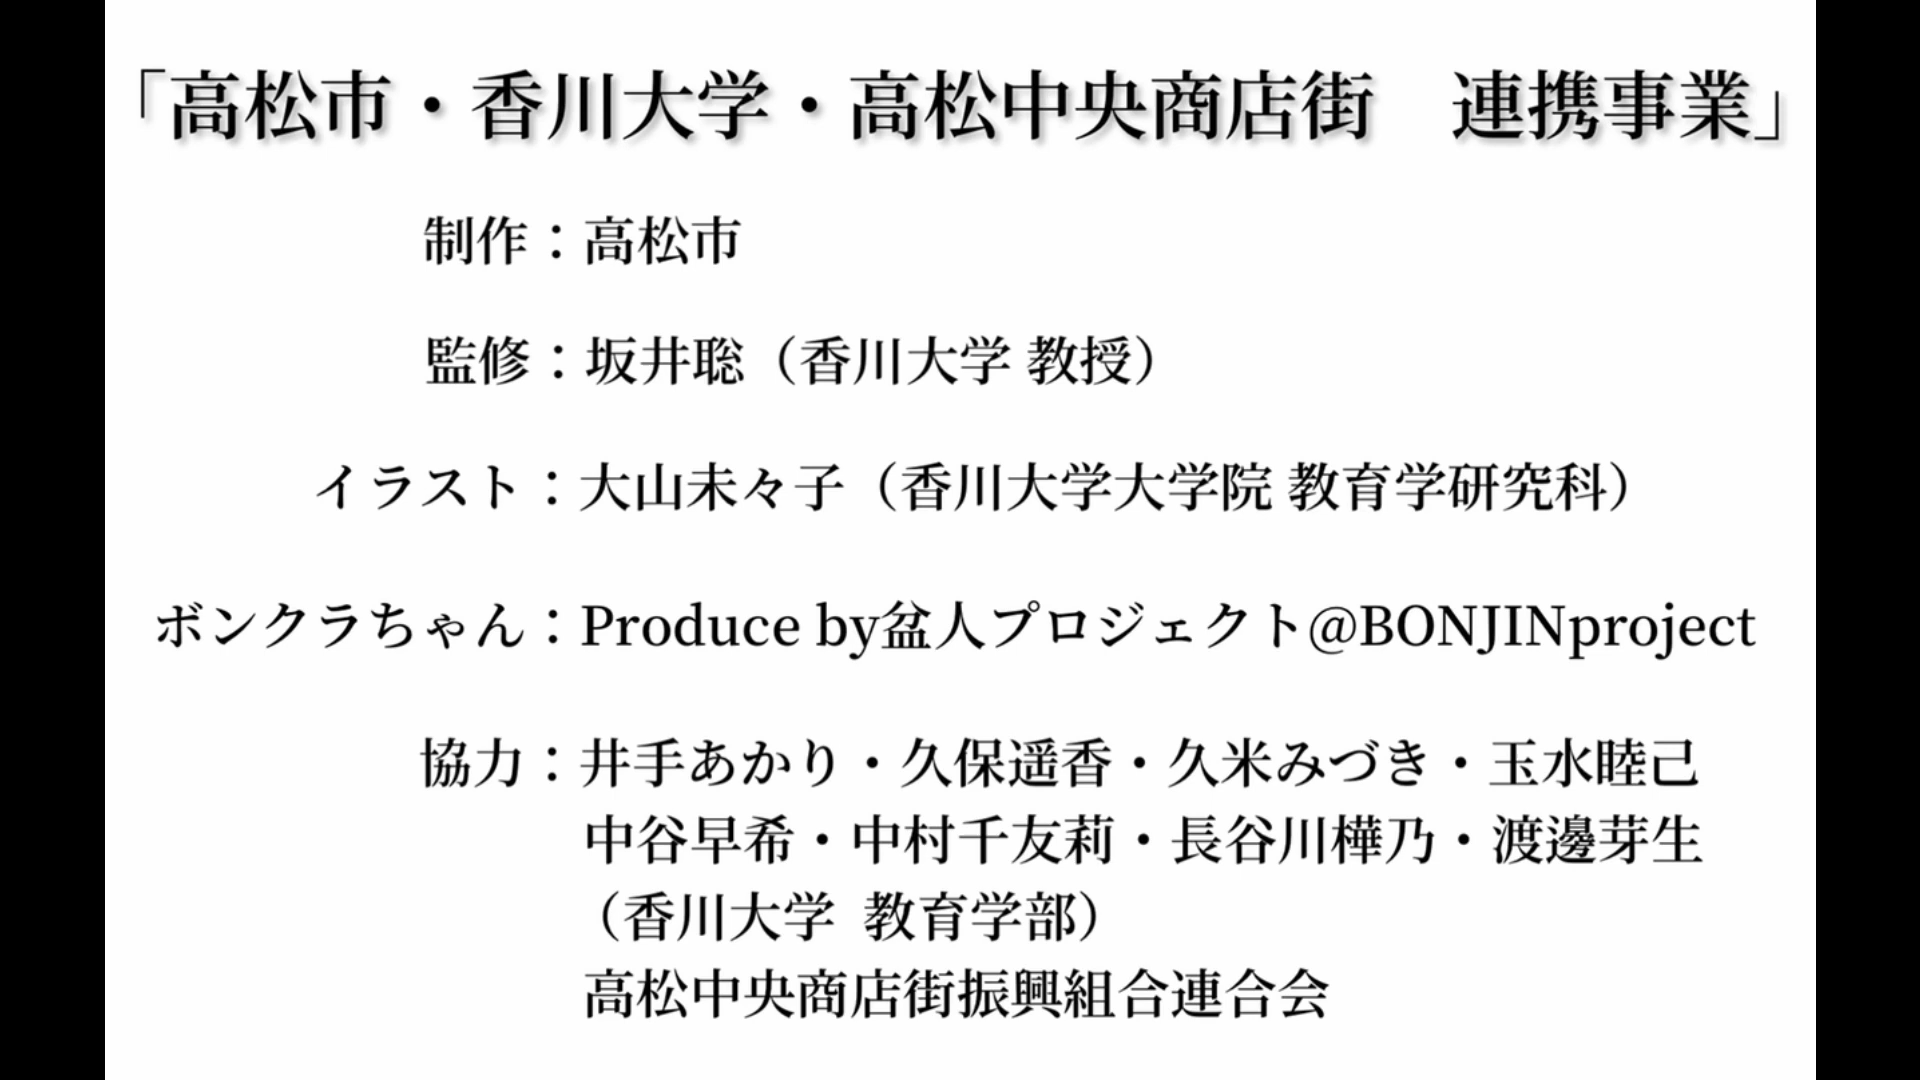 「高松市・香川大学・高松中央商店街　連携事業」
制作：高松市
監修：坂井聡（香川大学 教授）
イラスト：大山未々子（香川大学大学院 教育学研究科）
ボンクラちゃん：Produce by盆人プロジェクト@BONJINproject
協力：井手あかり・久保遥香・久米みづき・玉水睦己
中谷早希・中村千友莉・長谷川樺乃・渡邊芽生
（香川大学 教育学部）
高松中央商店街振興組合連合会